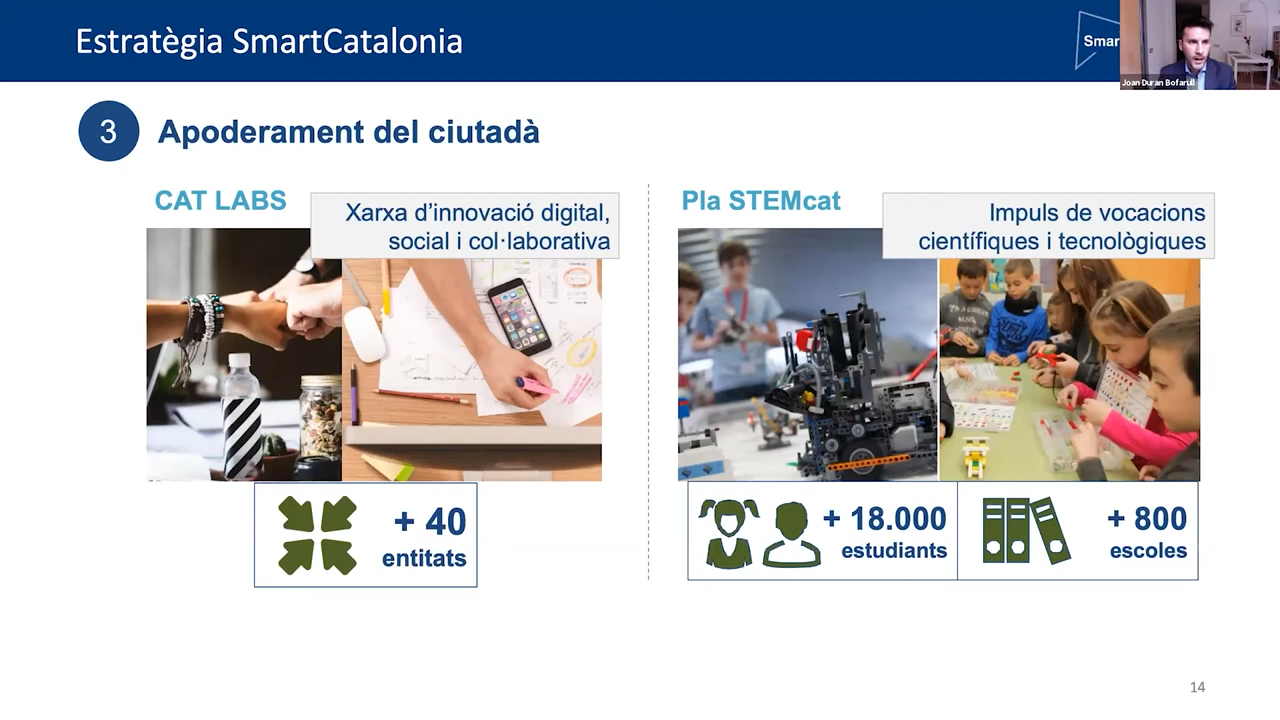 Estratègia SmartCatalonia
Smar
Joan Duran Bofarull
3
Apoderament del ciutadà
CAT LABS
Xarxa d'innovació digital,
social i col·laborativa
+ 40
entitats
Pla STEMcat
Impuls de vocacions
científiques i tecnològiques
+ 18.000
estudiants
+ 800
escoles
14